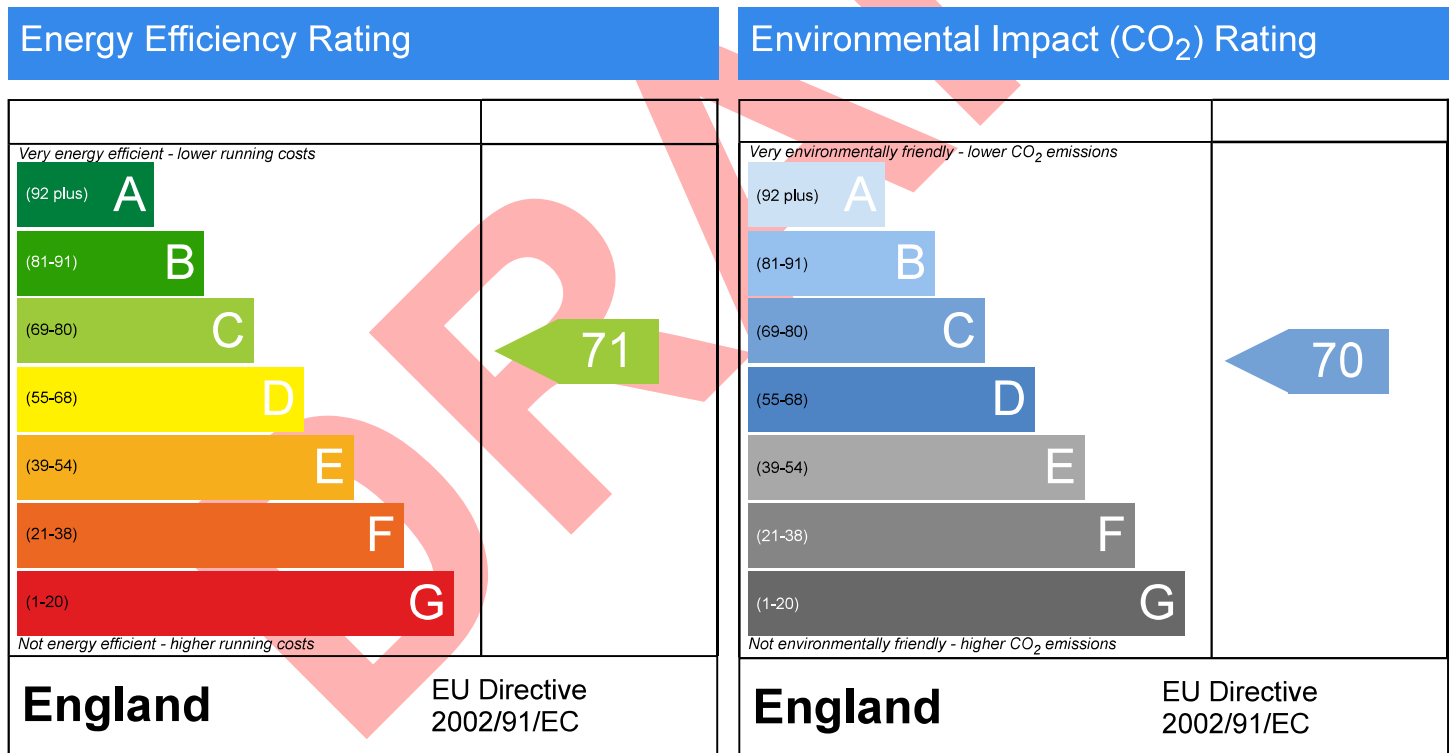 Energy Efficiency Rating
Very energy efficient - lower running costs
(92 plus) A
(81-91) B
(69-80) C
(55-68) D
(39-54) E
(21-38) F
(1-20) G
71
Not energy efficient - higher running costs
England
EU Directive
2002/91/EC
Environmental Impact (CO₂) Rating
Very environmentally friendly - lower CO₂ emissions
(92 plus) A
(81-91) B
(69-80) C
(55-68) D
(39-54) E
(21-38) F
(1-20) G
70
Not environmentally friendly - higher CO₂ emissions
England
EU Directive
2002/91/EC